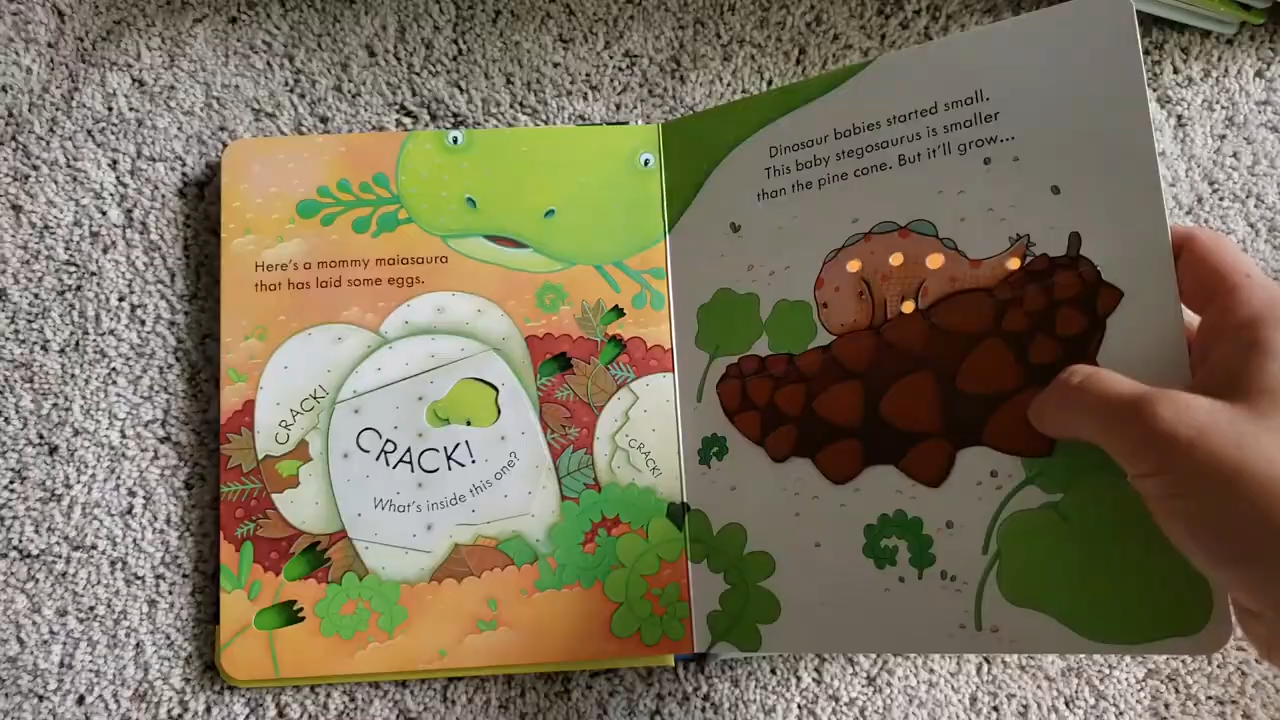 Here's a mommy maiasaura
that has laid some eggs.
CRACK!
CRACK!
What's inside this one?
CRACK!
Dinosaur babies started small.
This baby stegosaurus is smaller
than the pine cone. But it'll grow...